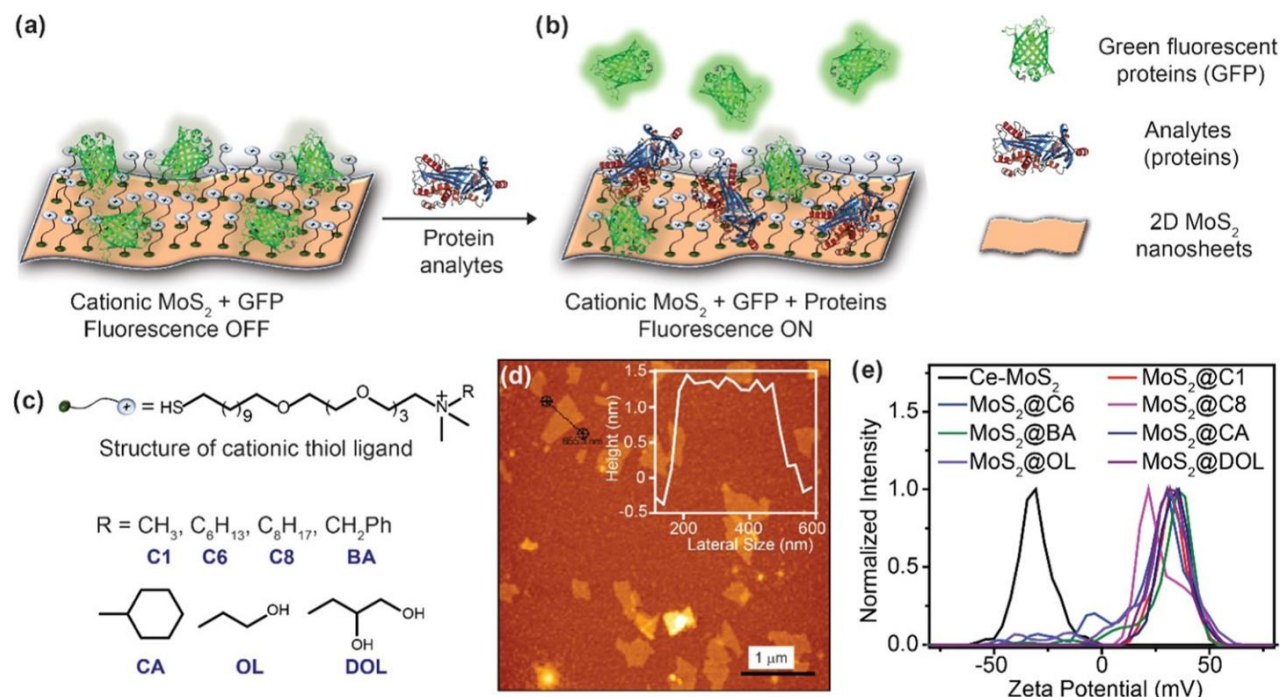 (a)
(b)
Green fluorescent
proteins (GFP)
Analytes
(proteins)
2D MoS₂
nanosheets
Protein
analytes
Cationic MoS₂ + GFP
Fluorescence OFF
Cationic MoS₂ + GFP + Proteins
Fluorescence ON
(c)
+ = HS ( )₉ O ( O )₃ N⁺ R
Structure of cationic thiol ligand
R = CH₃, C₆H₁₃, C₈H₁₇, CH₂Ph
C1 C6 C8 BA
OH
OH
OH
CA OL DOL
(d)
1.5
1.0
0.5
0.0
-0.5
Height (nm)
200 400 600
Lateral Size (nm)
1 μm
(e)
Ce-MoS₂ MoS₂@C1
MoS₂@C6 MoS₂@C8
MoS₂@BA MoS₂@CA
MoS₂@OL MoS₂@DOL
1.5
1.0
0.5
0.0
Normalized Intensity
-50 0 50
Zeta Potential (mV)